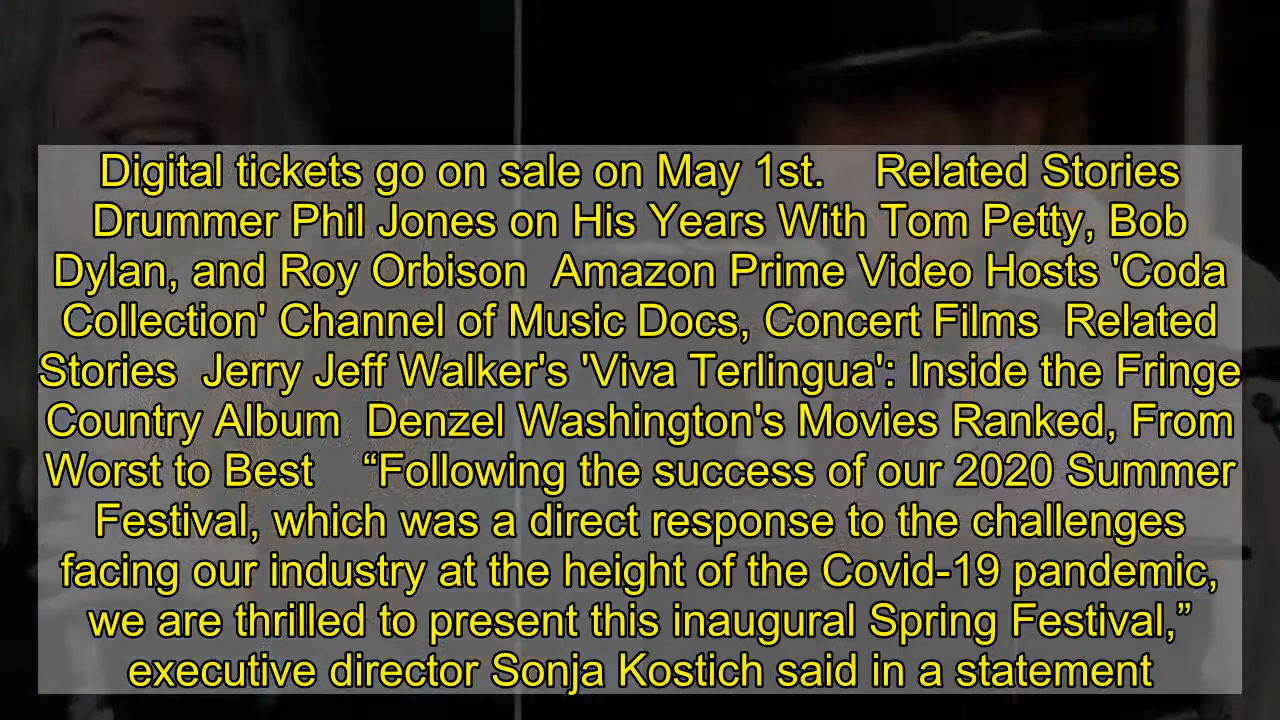 Digital tickets go on sale on May 1st.    Related Stories
Drummer Phil Jones on His Years With Tom Petty, Bob
Dylan, and Roy Orbison  Amazon Prime Video Hosts 'Coda
Collection' Channel of Music Docs, Concert Films  Related
Stories  Jerry Jeff Walker's 'Viva Terlingua': Inside the Fringe
Country Album  Denzel Washington's Movies Ranked, From
Worst to Best    “Following the success of our 2020 Summer
Festival, which was a direct response to the challenges
facing our industry at the height of the Covid-19 pandemic,
we are thrilled to present this inaugural Spring Festival,”
executive director Sonja Kostich said in a statement